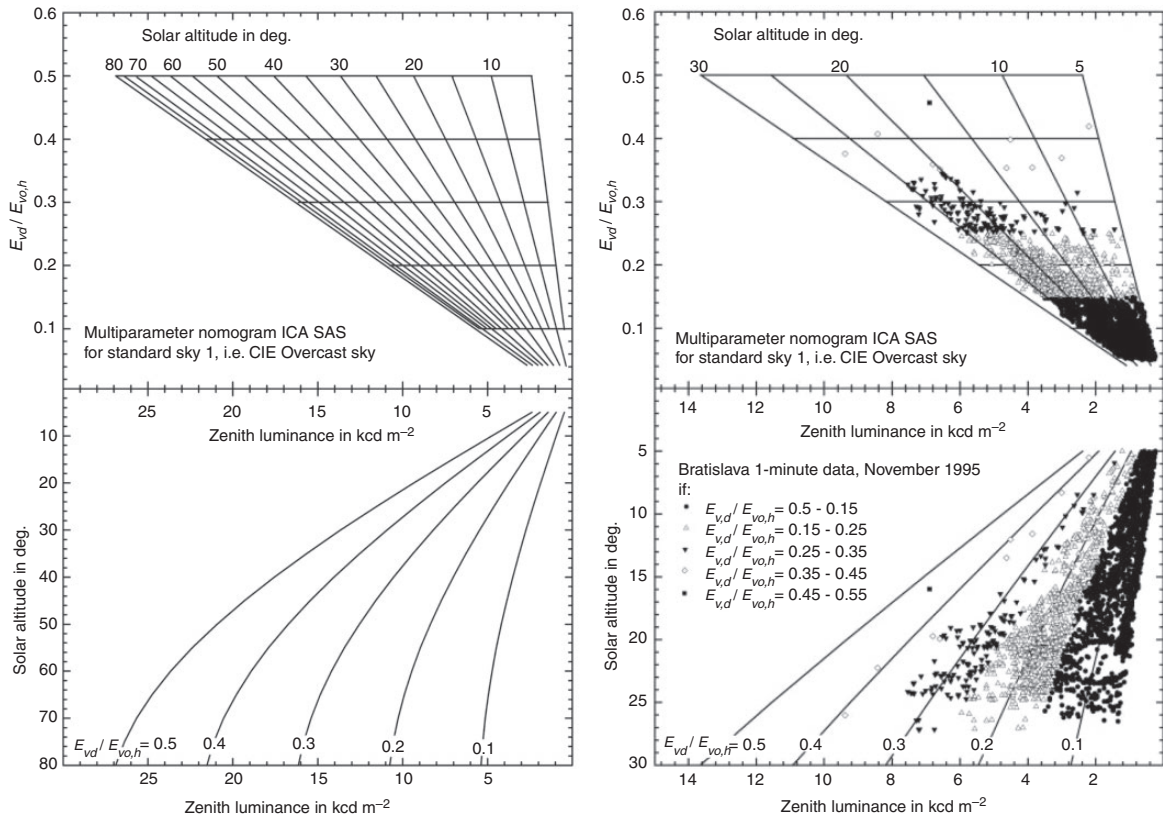 0.6
Solar altitude in deg.
80 70 60 50 40 30 20 10
0.5
0.4
0.3
0.2
0.1
E_vd / E_vo,h
Multiparameter nomogram ICA SAS
for standard sky 1, i.e. CIE Overcast sky
25 20 15 10 5
Zenith luminance in kcd m⁻²
10
20
30
40
50
60
70
80
Solar altitude in deg.
E_vd / E_vo,h = 0.5 0.4 0.3 0.2 0.1
25 20 15 10 5
Zenith luminance in kcd m⁻²
0.6
Solar altitude in deg.
30 20 10 5
0.5
0.4
0.3
0.2
0.1
E_vd / E_vo,h
Multiparameter nomogram ICA SAS
for standard sky 1, i.e. CIE Overcast sky
14 12 10 8 6 4 2
Zenith luminance in kcd m⁻²
5
10
15
20
25
30
Solar altitude in deg.
Bratislava 1-minute data, November 1995
if:
E_v,d / E_vo,h = 0.5 - 0.15
E_v,d / E_vo,h = 0.15 - 0.25
E_v,d / E_vo,h = 0.25 - 0.35
E_v,d / E_vo,h = 0.35 - 0.45
E_v,d / E_vo,h = 0.45 - 0.55
E_vd / E_vo,h = 0.5 0.4 0.3 0.2 0.1
14 12 10 8 6 4 2
Zenith luminance in kcd m⁻²